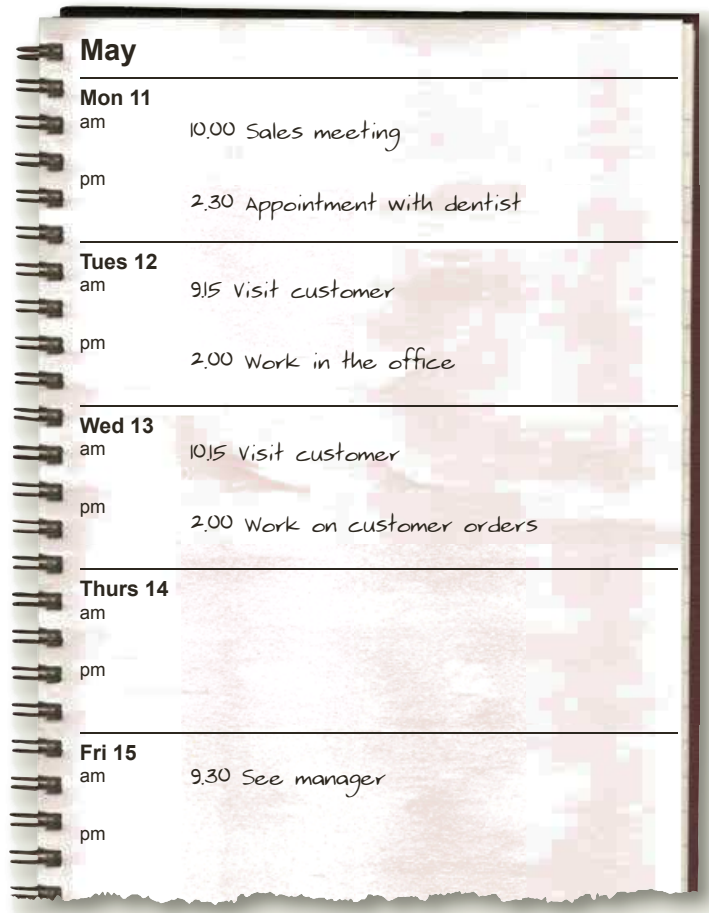 May
Mon 11
am
10.00 Sales meeting
pm
2.30 Appointment with dentist
Tues 12
am
9.15 Visit customer
pm
2.00 Work in the office
Wed 13
am
10.15 Visit customer
pm
2.00 Work on customer orders
Thurs 14
am
pm
Fri 15
am
9.30 See manager
pm